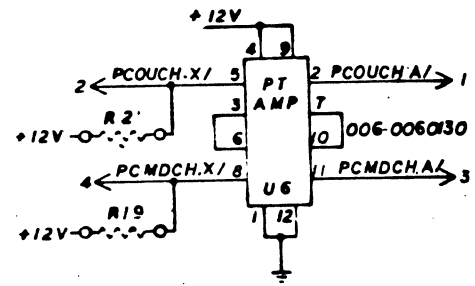 +12V
4 9
2 PCOUCH.X/ 5 PT 2 PCOUCH.A/ 1
3 AMP 7
R2'
+12V 6 10 006-0060130
4 PCMDCH.X/ 8 11 PCMDCH.A/ 3
R19 U6
+12V 1 12